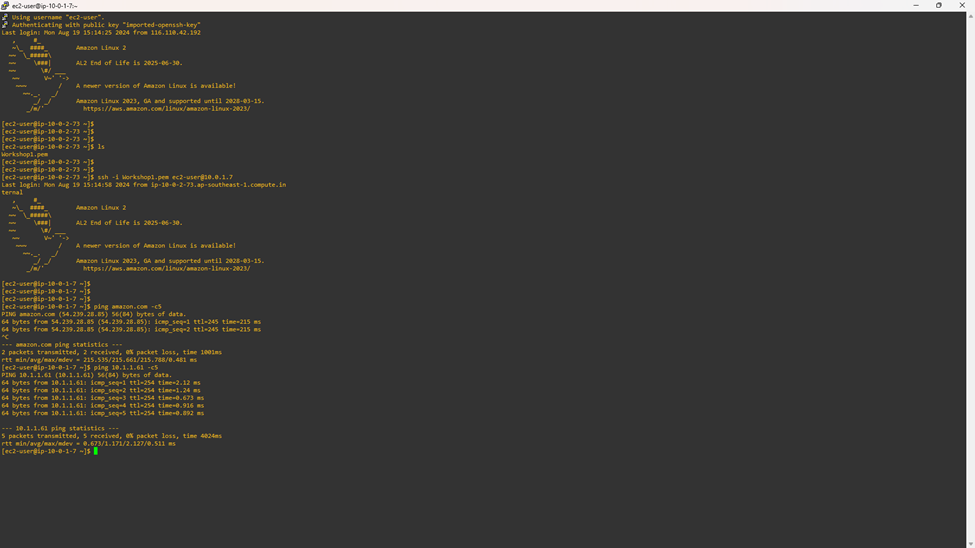 ec2-user@ip-10-0-1-7:~
Using username "ec2-user".
Authenticating with public key "imported-openssh-key"
Last login: Mon Aug 19 15:14:25 2024 from 116.110.42.192
   ,     #_
   ~\_  ####_        Amazon Linux 2
  ~~  \_#####\
  ~~     \###|       AL2 End of Life is 2025-06-30.
  ~~       \#/ ___
   ~~       V~' '->
    ~~~         /    A newer version of Amazon Linux is available!
      ~~._.   _/
         _/ _/       Amazon Linux 2023, GA and supported until 2028-03-15.
       _/m/'           https://aws.amazon.com/linux/amazon-linux-2023/
[ec2-user@ip-10-0-2-73 ~]$
[ec2-user@ip-10-0-2-73 ~]$
[ec2-user@ip-10-0-2-73 ~]$
[ec2-user@ip-10-0-2-73 ~]$ ls
Workshop1.pem
[ec2-user@ip-10-0-2-73 ~]$
[ec2-user@ip-10-0-2-73 ~]$
[ec2-user@ip-10-0-2-73 ~]$ ssh -i Workshop1.pem ec2-user@10.0.1.7
Last login: Mon Aug 19 15:14:58 2024 from ip-10-0-2-73.ap-southeast-1.compute.in
ternal
   ,     #_
   ~\_  ####_        Amazon Linux 2
  ~~  \_#####\
  ~~     \###|       AL2 End of Life is 2025-06-30.
  ~~       \#/ ___
   ~~       V~' '->
    ~~~         /    A newer version of Amazon Linux is available!
      ~~._.   _/
         _/ _/       Amazon Linux 2023, GA and supported until 2028-03-15.
       _/m/'           https://aws.amazon.com/linux/amazon-linux-2023/
[ec2-user@ip-10-0-1-7 ~]$
[ec2-user@ip-10-0-1-7 ~]$
[ec2-user@ip-10-0-1-7 ~]$
[ec2-user@ip-10-0-1-7 ~]$ ping amazon.com -c5
PING amazon.com (54.239.28.85) 56(84) bytes of data.
64 bytes from 54.239.28.85 (54.239.28.85): icmp_seq=1 ttl=245 time=215 ms
64 bytes from 54.239.28.85 (54.239.28.85): icmp_seq=2 ttl=245 time=215 ms
^C
--- amazon.com ping statistics ---
2 packets transmitted, 2 received, 0% packet loss, time 1001ms
rtt min/avg/max/mdev = 215.535/215.661/215.788/0.481 ms
[ec2-user@ip-10-0-1-7 ~]$ ping 10.1.1.61 -c5
PING 10.1.1.61 (10.1.1.61) 56(84) bytes of data.
64 bytes from 10.1.1.61: icmp_seq=1 ttl=254 time=2.12 ms
64 bytes from 10.1.1.61: icmp_seq=2 ttl=254 time=1.24 ms
64 bytes from 10.1.1.61: icmp_seq=3 ttl=254 time=0.673 ms
64 bytes from 10.1.1.61: icmp_seq=4 ttl=254 time=0.916 ms
64 bytes from 10.1.1.61: icmp_seq=5 ttl=254 time=0.892 ms
--- 10.1.1.61 ping statistics ---
5 packets transmitted, 5 received, 0% packet loss, time 4024ms
rtt min/avg/max/mdev = 0.673/1.171/2.127/0.511 ms
[ec2-user@ip-10-0-1-7 ~]$